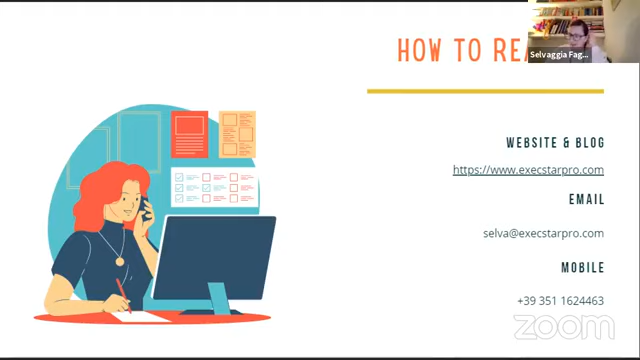 HOW TO RE
Selvaggia Fag...
WEBSITE & BLOG
https://www.execstarpro.com
EMAIL
selva@execstarpro.com
MOBILE
+39 351 1624463
zoom